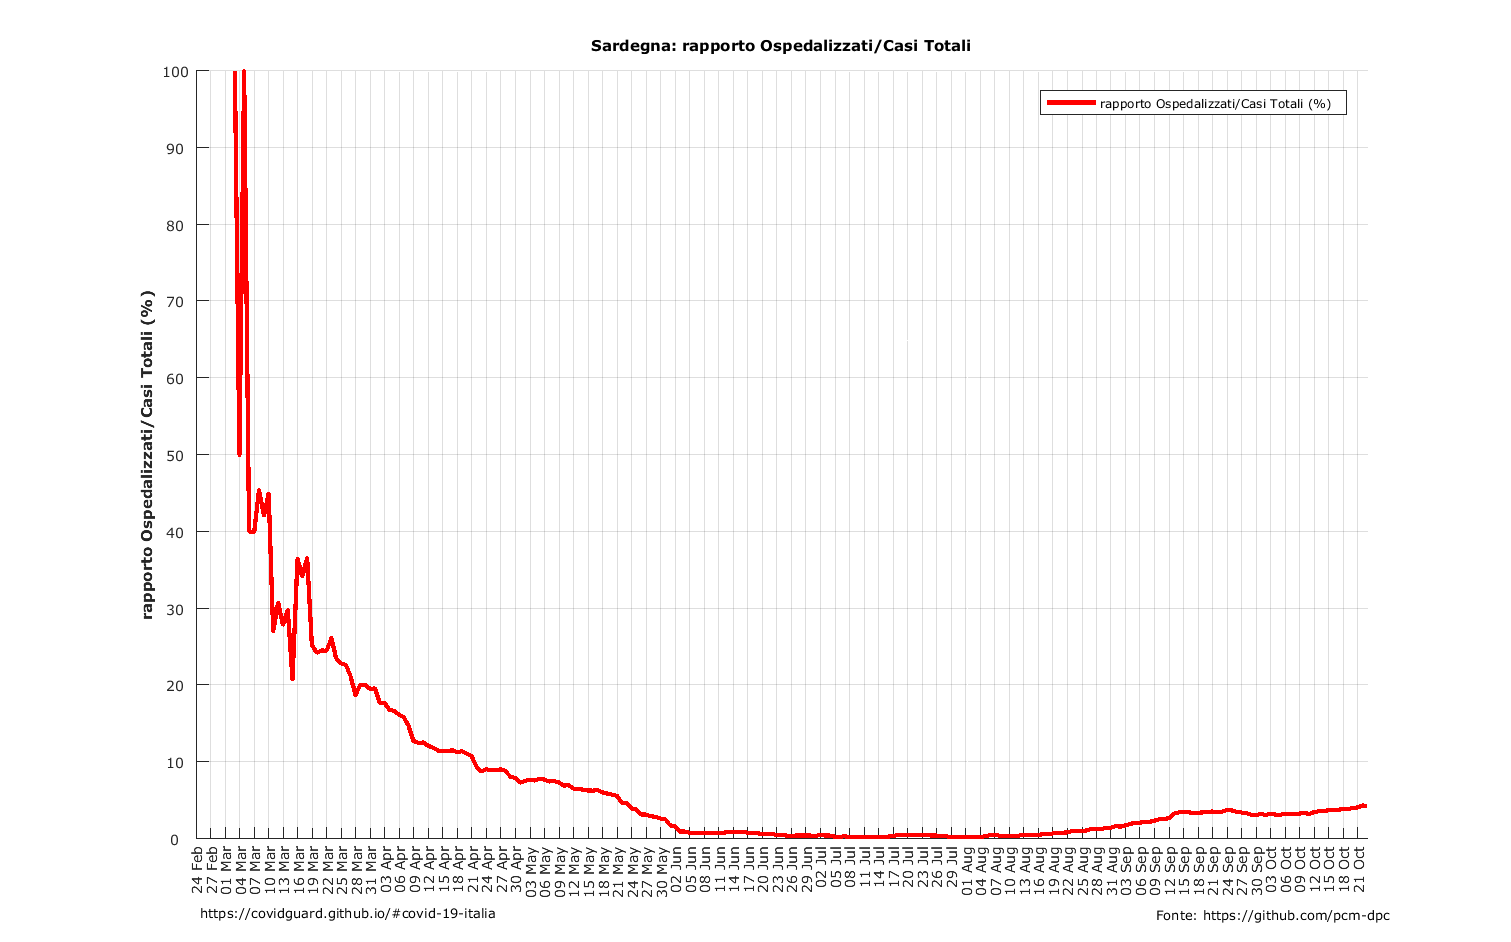 Sardegna: rapporto Ospedalizzati/Casi Totali
rapporto Ospedalizzati/Casi Totali (%)
rapporto Ospedalizzati/Casi Totali (%)
100
90
80
70
60
50
40
30
20
10
0
24 Feb
27 Feb
01 Mar
04 Mar
07 Mar
10 Mar
13 Mar
16 Mar
19 Mar
22 Mar
25 Mar
28 Mar
31 Mar
03 Apr
06 Apr
09 Apr
12 Apr
15 Apr
18 Apr
21 Apr
24 Apr
27 Apr
30 Apr
03 May
06 May
09 May
12 May
15 May
18 May
21 May
24 May
27 May
30 May
02 Jun
05 Jun
08 Jun
11 Jun
14 Jun
17 Jun
20 Jun
23 Jun
26 Jun
29 Jun
02 Jul
05 Jul
08 Jul
11 Jul
14 Jul
17 Jul
20 Jul
23 Jul
26 Jul
29 Jul
01 Aug
04 Aug
07 Aug
10 Aug
13 Aug
16 Aug
19 Aug
22 Aug
25 Aug
28 Aug
31 Aug
03 Sep
06 Sep
09 Sep
12 Sep
15 Sep
18 Sep
21 Sep
24 Sep
27 Sep
30 Sep
03 Oct
06 Oct
09 Oct
12 Oct
15 Oct
18 Oct
21 Oct
https://covidguard.github.io/#covid-19-italia
Fonte: https://github.com/pcm-dpc